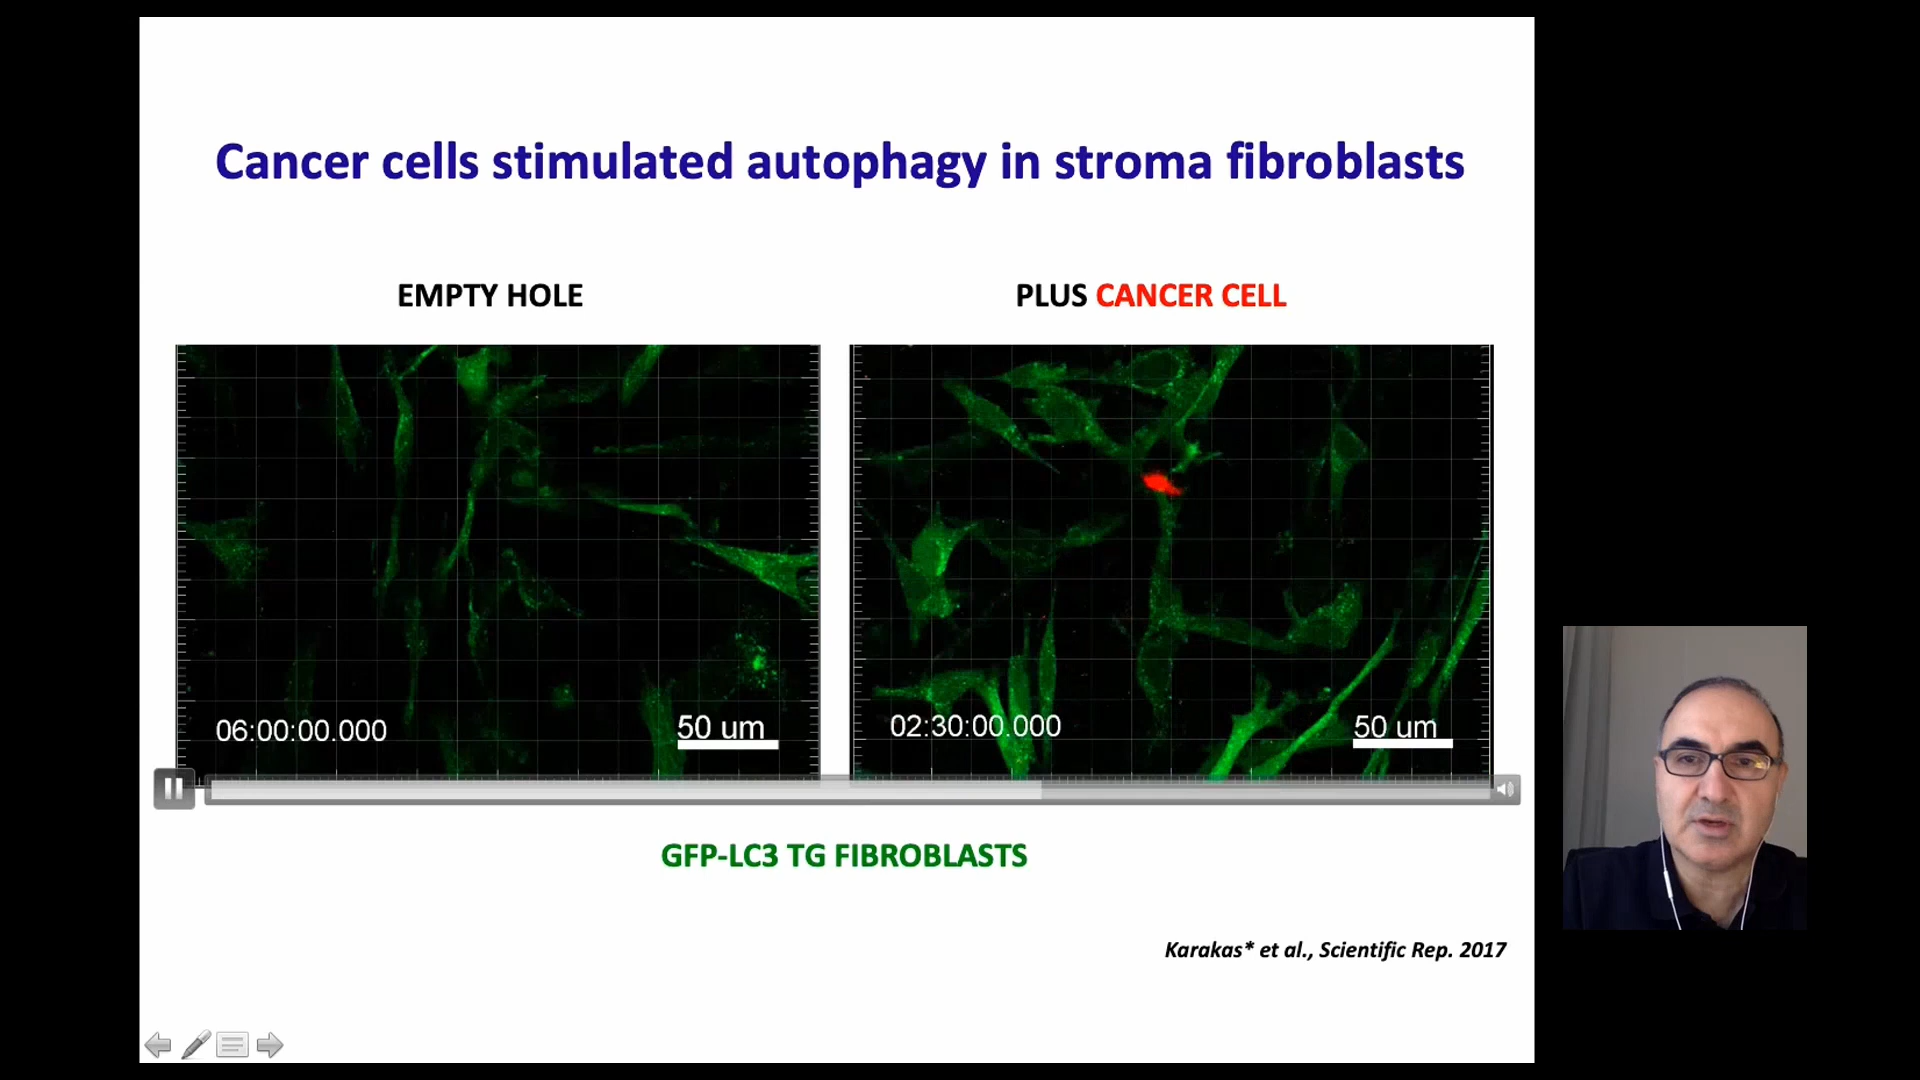 Cancer cells stimulated autophagy in stroma fibroblasts
EMPTY HOLE
PLUS CANCER CELL
06:00:00.000
50 um
02:30:00.000
50 um
GFP-LC3 TG FIBROBLASTS
Karakas* et al., Scientific Rep. 2017